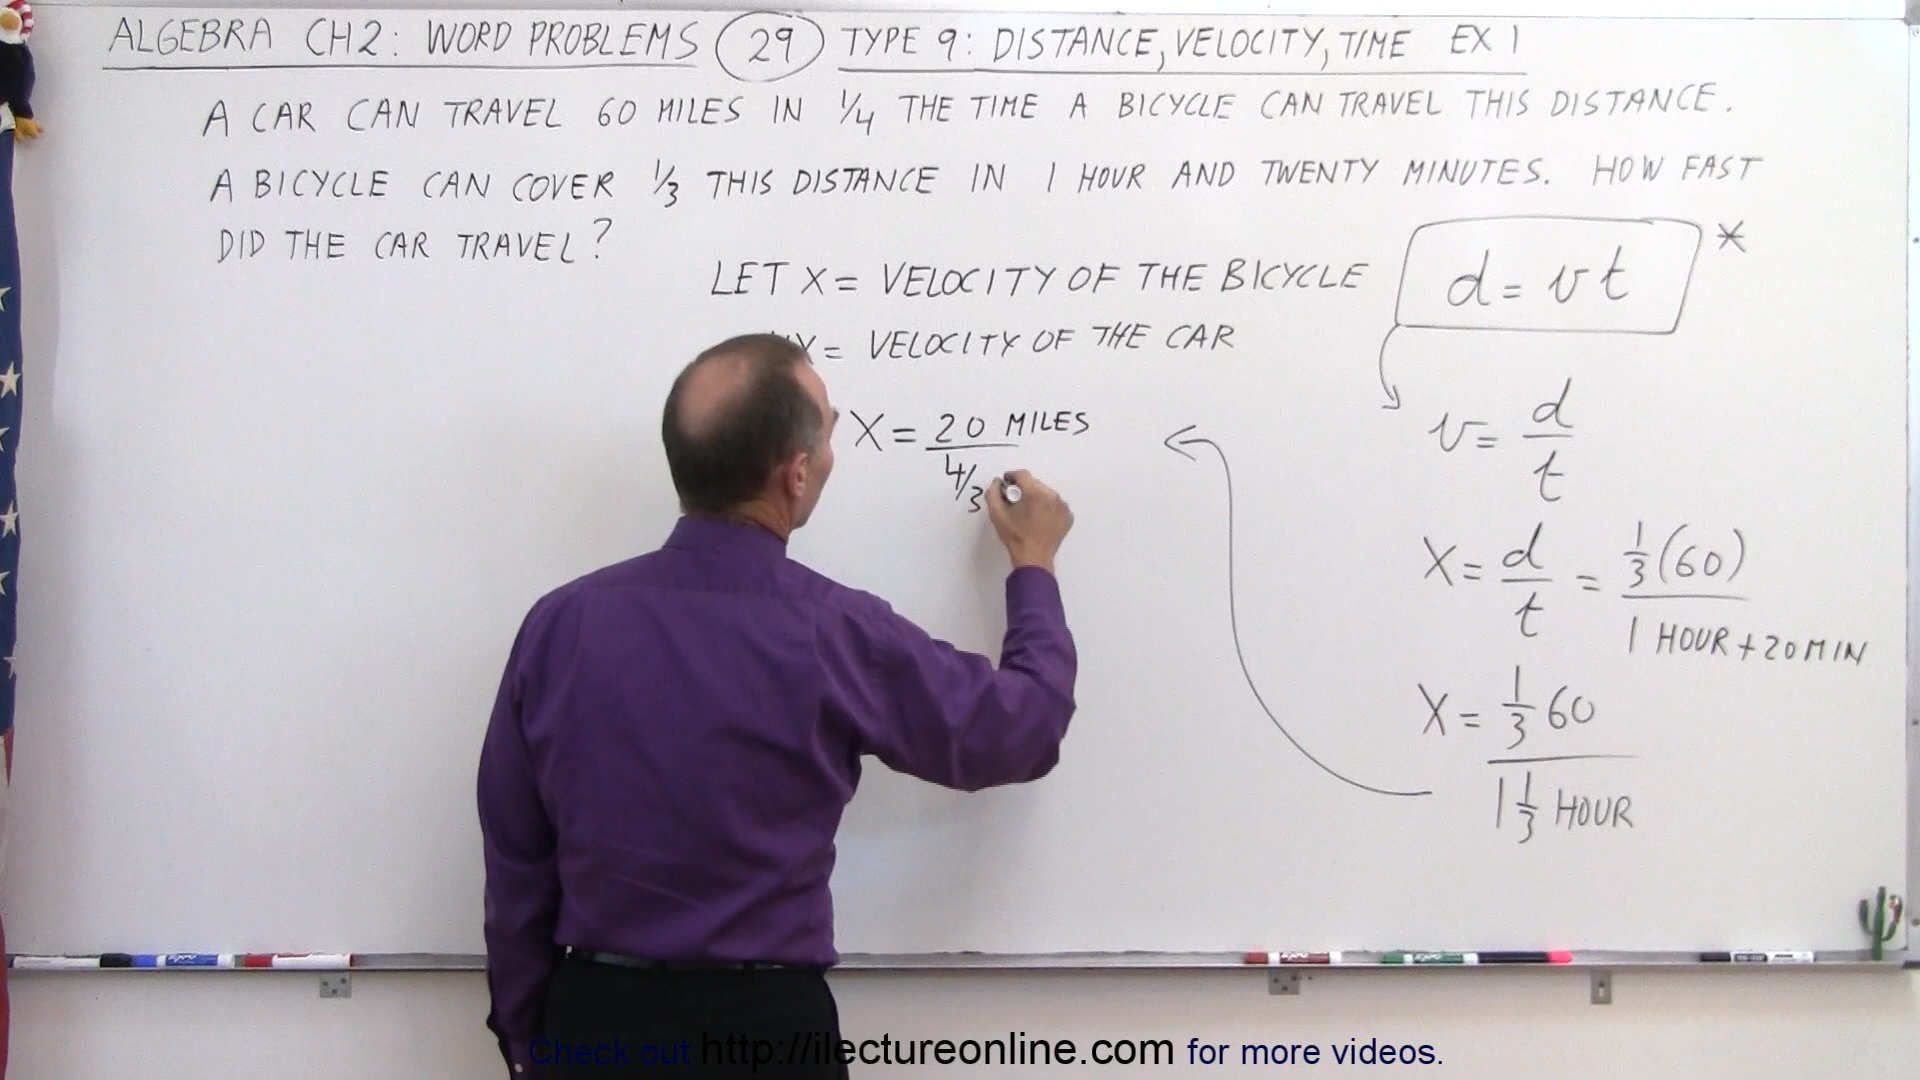 ALGEBRA CH2: WORD PROBLEMS 29 TYPE 9: DISTANCE, VELOCITY, TIME EX 1
A CAR CAN TRAVEL 60 MILES IN 1/4 THE TIME A BICYCLE CAN TRAVEL THIS DISTANCE.
A BICYCLE CAN COVER 1/3 THIS DISTANCE IN 1 HOUR AND TWENTY MINUTES. HOW FAST
DID THE CAR TRAVEL?
LET X = VELOCITY OF THE BICYCLE
X = VELOCITY OF THE CAR
X = 20 MILES / 4/3
d = vt *
v = d/t
X = d/t = 1/3 (60) / 1 HOUR + 20 MIN
X = 1/3 60 / 1 1/3 HOUR
Check out http://ilectureonline.com for more videos.